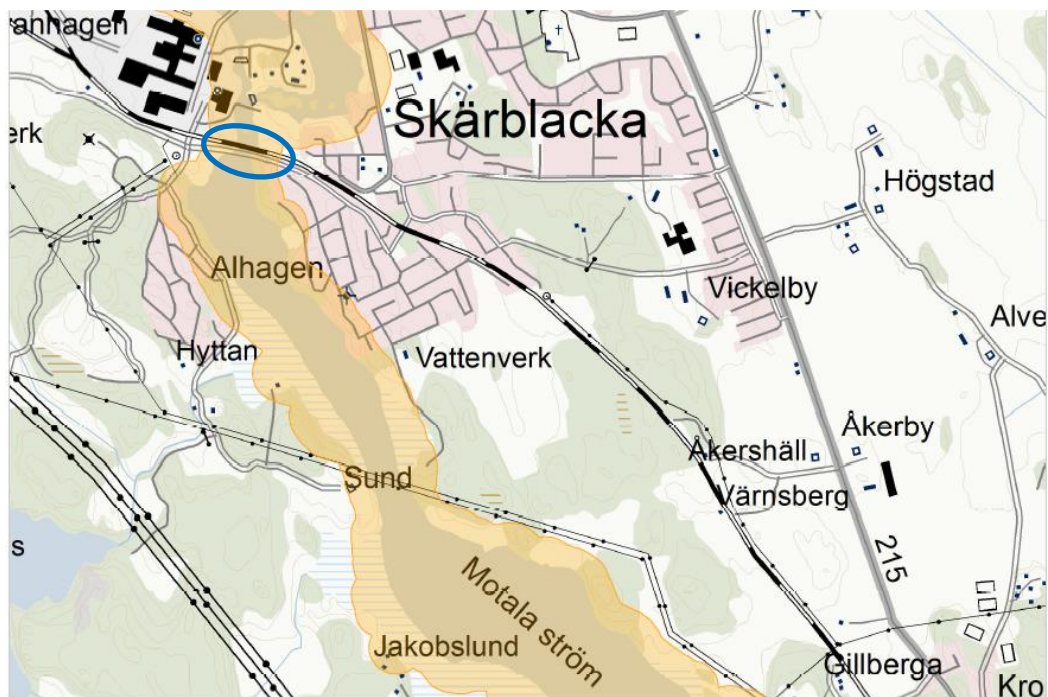 anhagen
Skärblacka
erk
Högstad
Alhagen
Vickelby
Alve
Hyttan
Vattenverk
Åkerby
Åkershäll
Sund
Värnsberg
s
215
Motala ström
Jakobslund
Gillberga
Kro